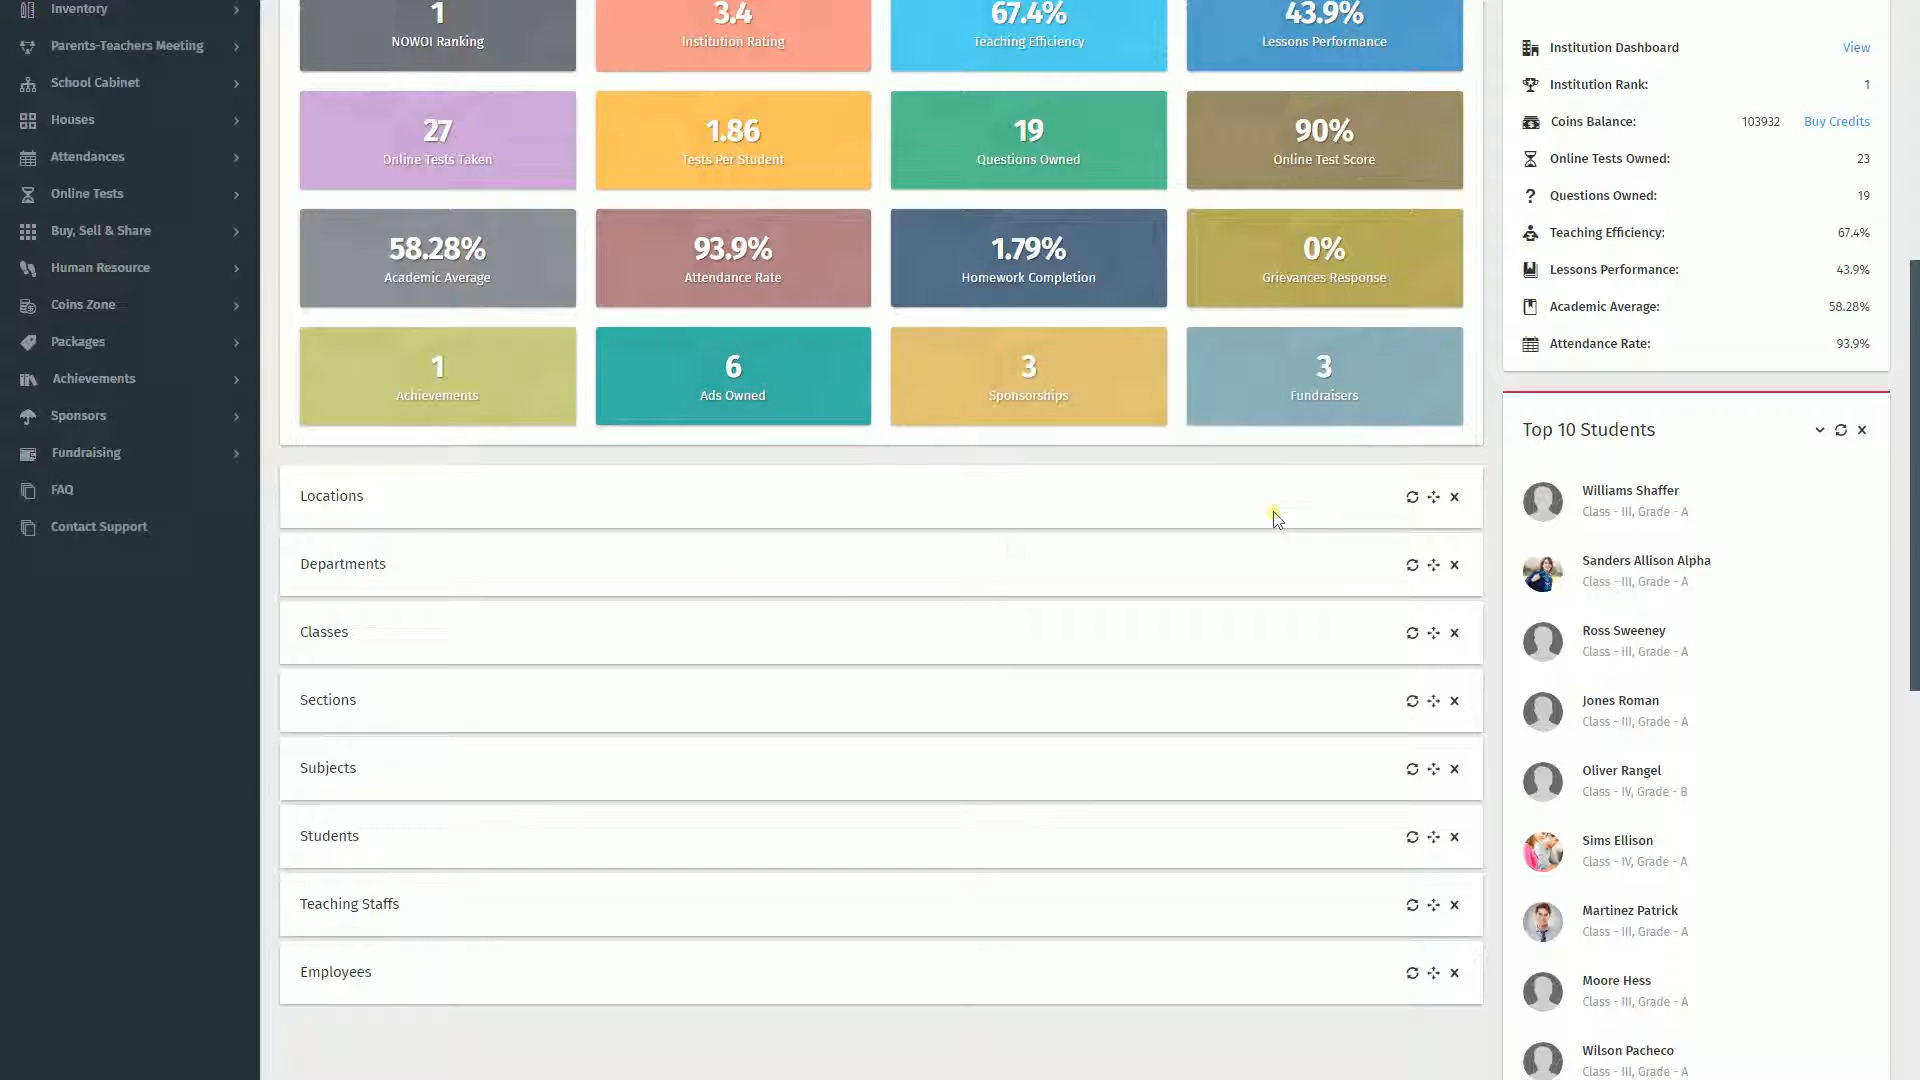 Inventory
Parents-Teachers Meeting
School Cabinet
Houses
Attendances
Online Tests
Buy, Sell & Share
Human Resource
Coins Zone
Packages
Achievements
Sponsors
Fundraising
FAQ
Contact Support
1
NOWOI Ranking
3.4
Institution Rating
67.4%
Teaching Efficiency
43.9%
Lessons Performance
27
Online Tests Taken
1.86
Tests Per Student
19
Questions Owned
90%
Online Test Score
58.28%
Academic Average
93.9%
Attendance Rate
1.79%
Homework Completion
0%
Grievances Response
1
Achievements
6
Ads Owned
3
Sponsorships
3
Fundraisers
Locations
Departments
Classes
Sections
Subjects
Students
Teaching Staffs
Employees
Institution Dashboard View
Institution Rank: 1
Coins Balance: 103932 Buy Credits
Online Tests Owned: 23
Questions Owned: 19
Teaching Efficiency: 67.4%
Lessons Performance: 43.9%
Academic Average: 58.28%
Attendance Rate: 93.9%
Top 10 Students
Williams Shaffer
Class - III, Grade - A
Sanders Allison Alpha
Class - III, Grade - A
Ross Sweeney
Class - III, Grade - A
Jones Roman
Class - III, Grade - A
Oliver Rangel
Class - IV, Grade - B
Sims Ellison
Class - IV, Grade - A
Martinez Patrick
Class - III, Grade - A
Moore Hess
Class - III, Grade - A
Wilson Pacheco
Class - III, Grade - A